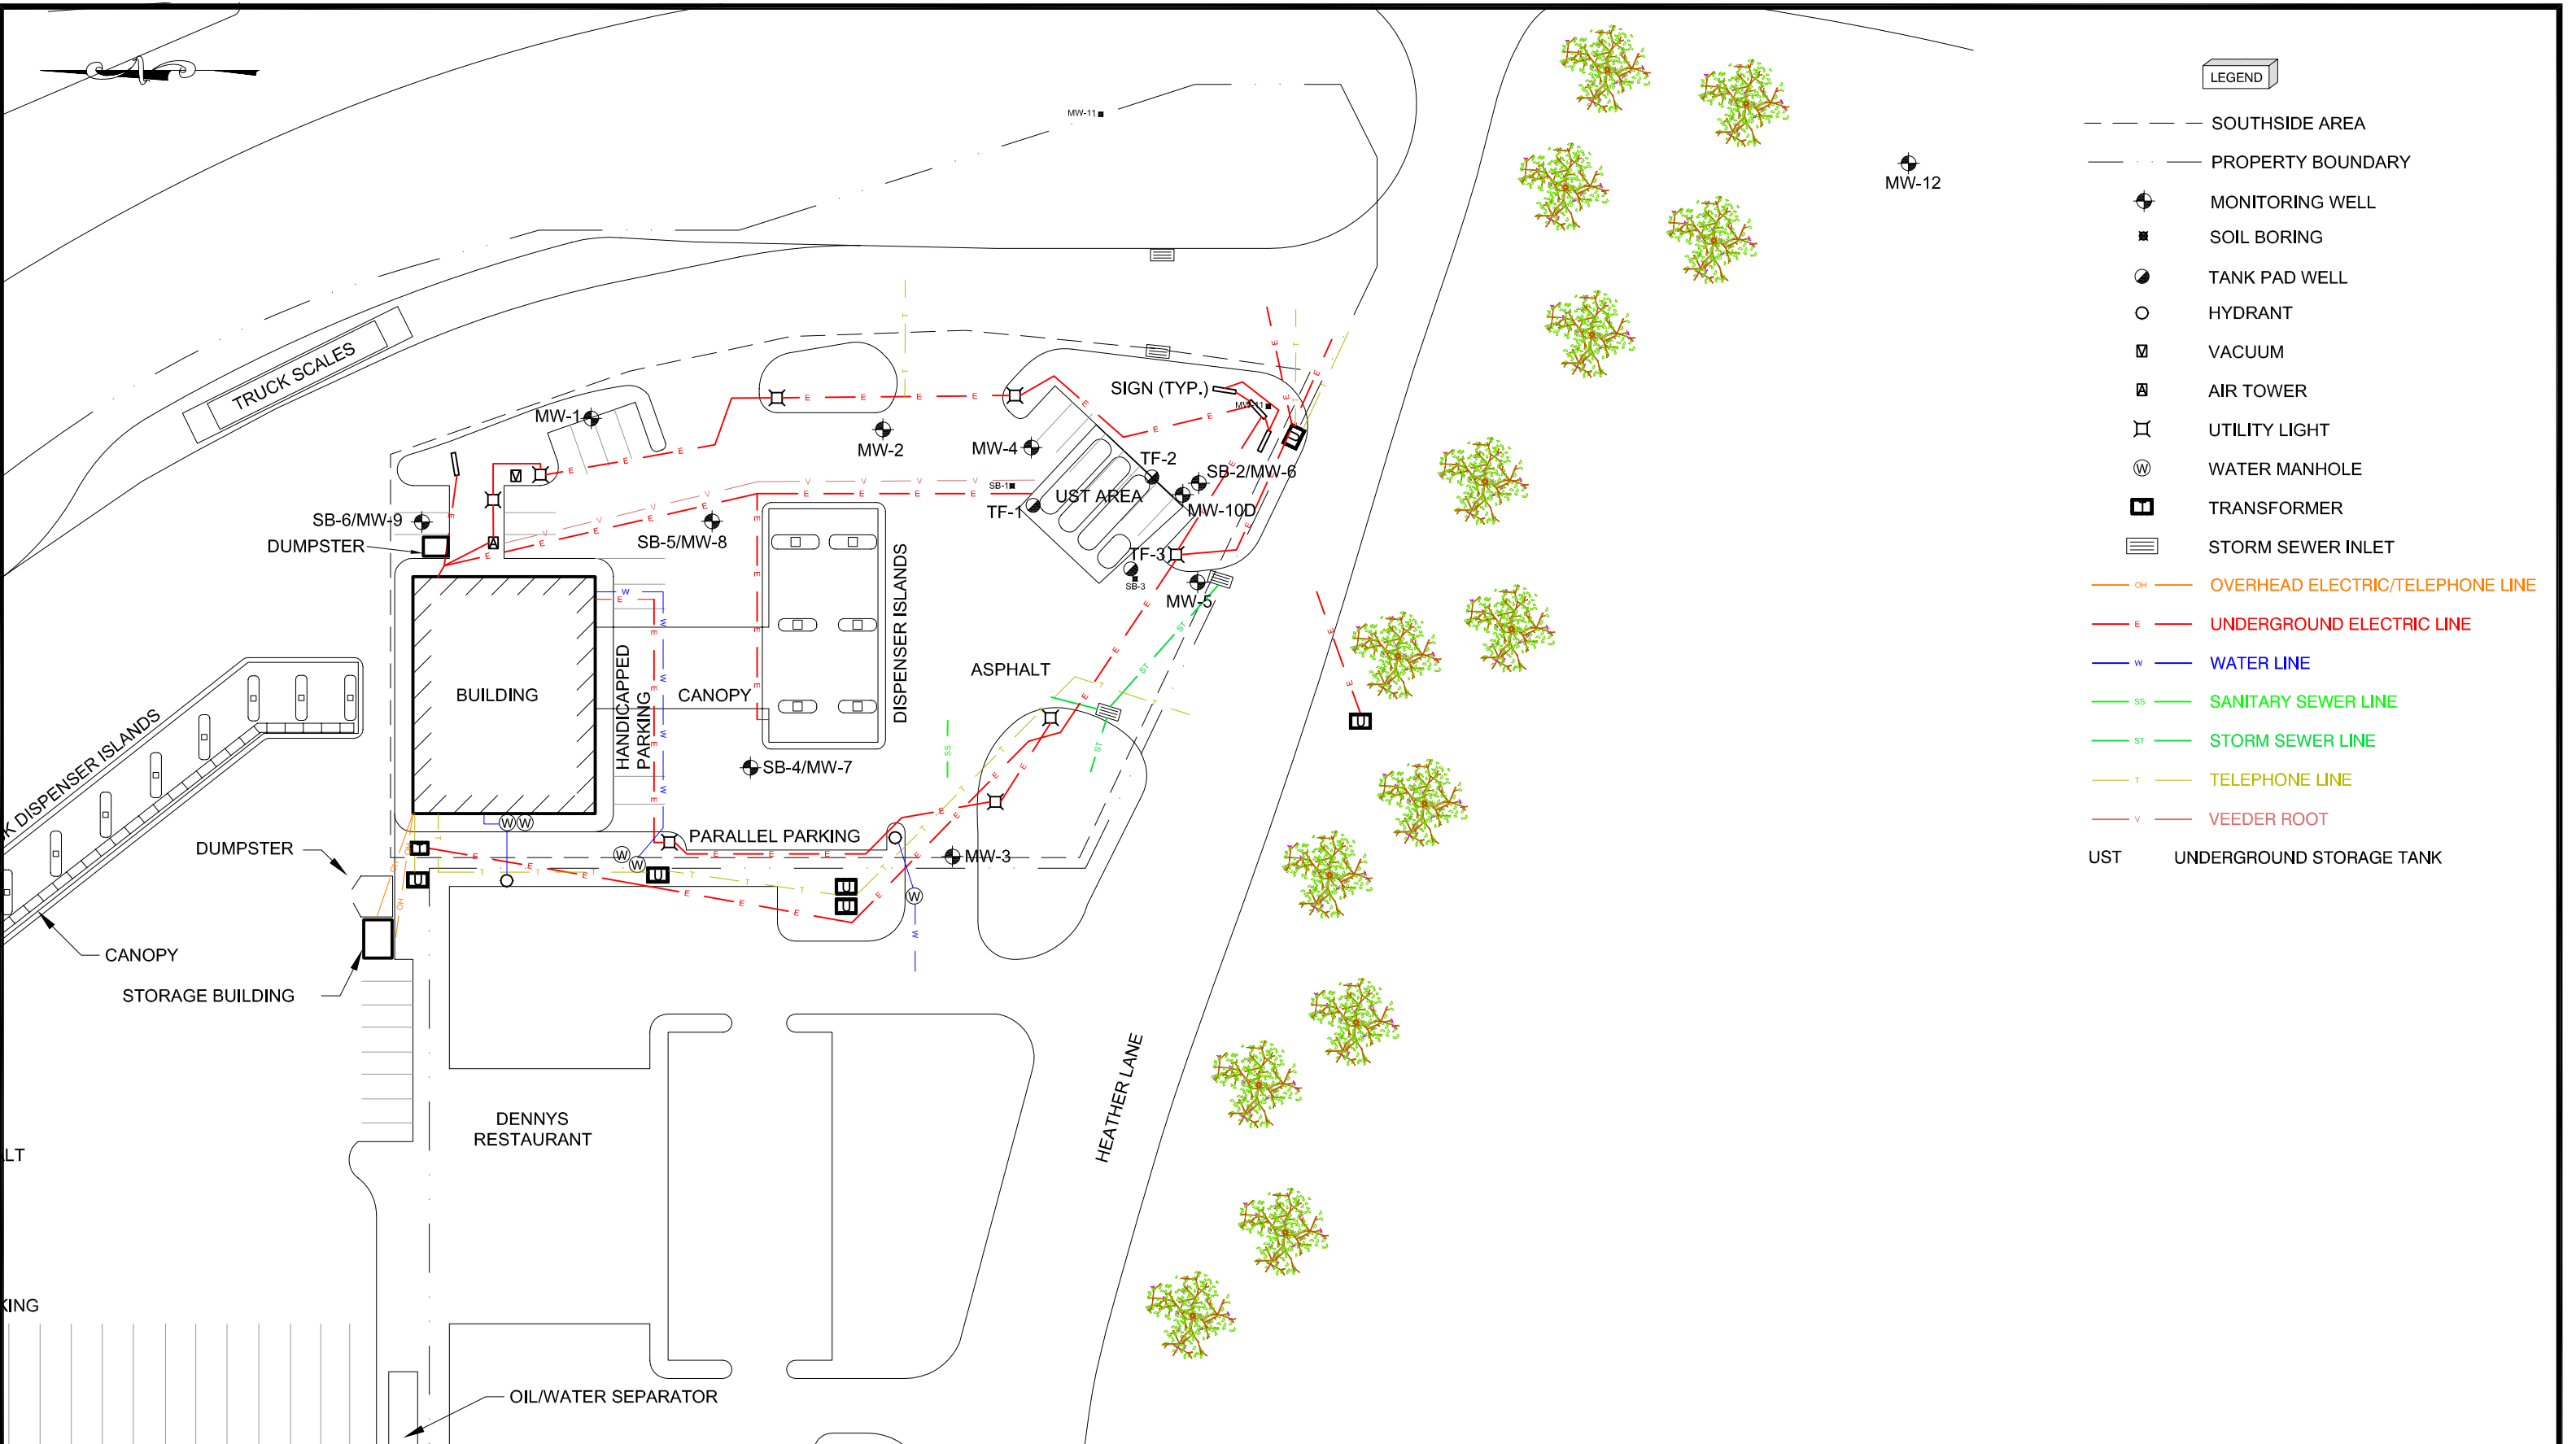 LEGEND
SOUTHSIDE AREA
PROPERTY BOUNDARY
MONITORING WELL
SOIL BORING
TANK PAD WELL
HYDRANT
V VACUUM
A AIR TOWER
UTILITY LIGHT
W WATER MANHOLE
T TRANSFORMER
STORM SEWER INLET
OH OVERHEAD ELECTRIC/TELEPHONE LINE
E UNDERGROUND ELECTRIC LINE
W WATER LINE
SS SANITARY SEWER LINE
ST STORM SEWER LINE
T TELEPHONE LINE
V VEEDER ROOT
UST UNDERGROUND STORAGE TANK
MW-11
MW-12
TRUCK SCALES
MW-1
MW-2
MW-4
SIGN (TYP.)
TF-2
SB-2/MW-6
SB-1
UST AREA
TF-1
MW-10D
SB-6/MW-9
DUMPSTER
SB-5/MW-8
TF-3
SB-3
MW-5
DISPENSER ISLANDS
ASPHALT
BUILDING
HANDICAPPED
PARKING
CANOPY
SB-4/MW-7
K DISPENSER ISLANDS
PARALLEL PARKING
MW-3
DUMPSTER
CANOPY
STORAGE BUILDING
HEATHER LANE
DENNYS
RESTAURANT
LT
KING
OIL/WATER SEPARATOR